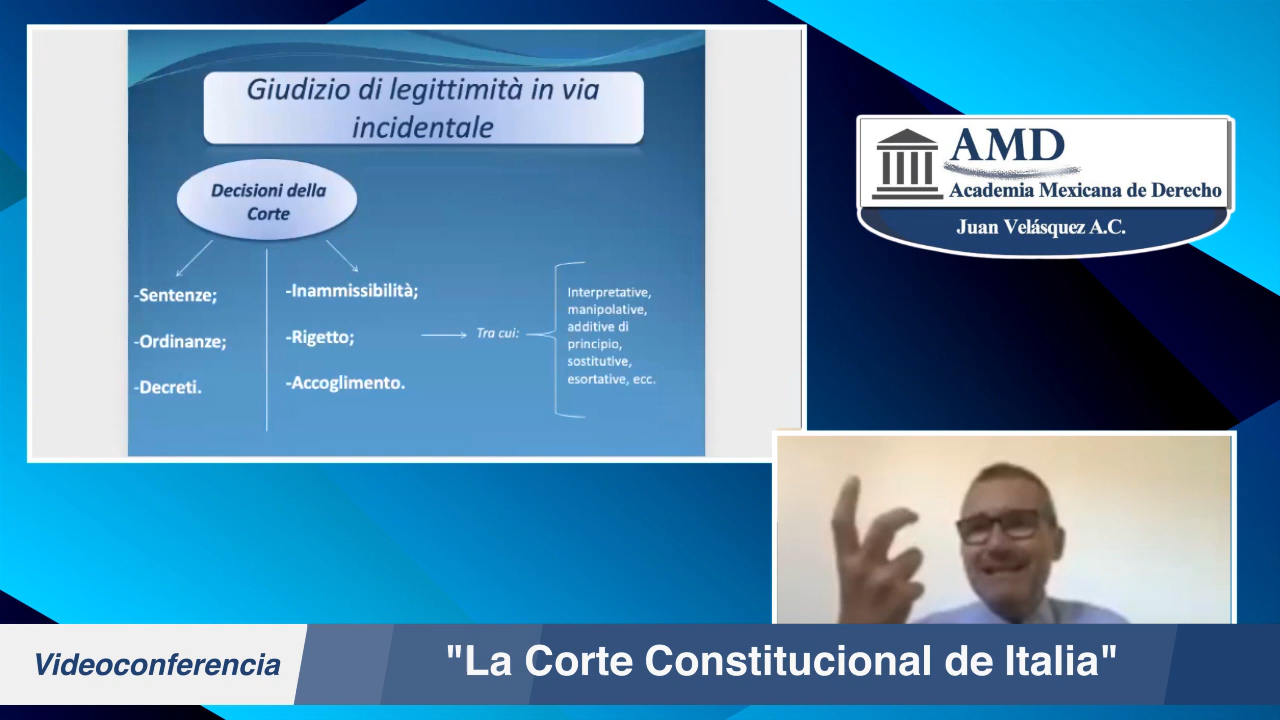 Giudizio di legittimità in via
incidentale
Decisioni della
Corte
-Sentenze;
-Ordinanze;
-Decreti.
-Inammissibilità;
-Rigetto;
-Accoglimento.
Tra cui:
Interpretative,
manipolative,
additive di
principio,
sostitutive,
esortative, ecc.
AMD
Academia Mexicana de Derecho
Juan Velásquez A.C.
Videoconferencia
"La Corte Constitucional de Italia"